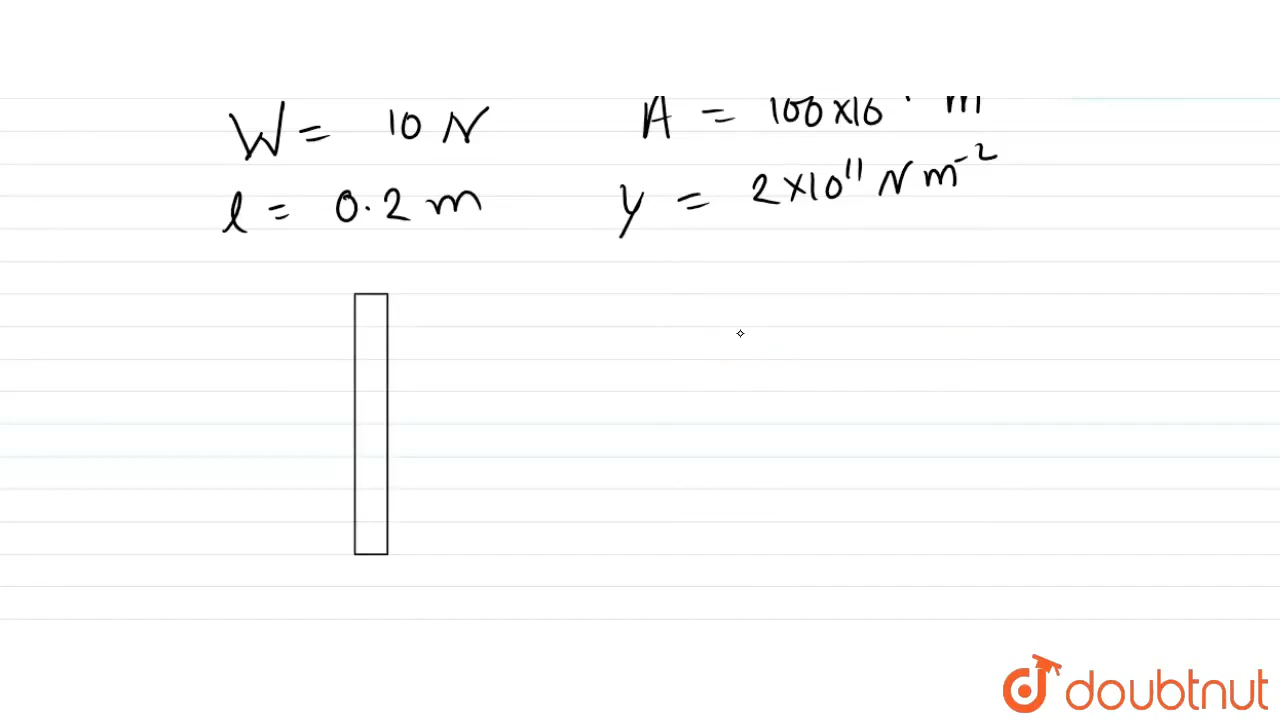 W = 10 N
A = 100 × 10 m
l = 0.2 m
y = 2 × 10¹¹ N m⁻²
doubtnut